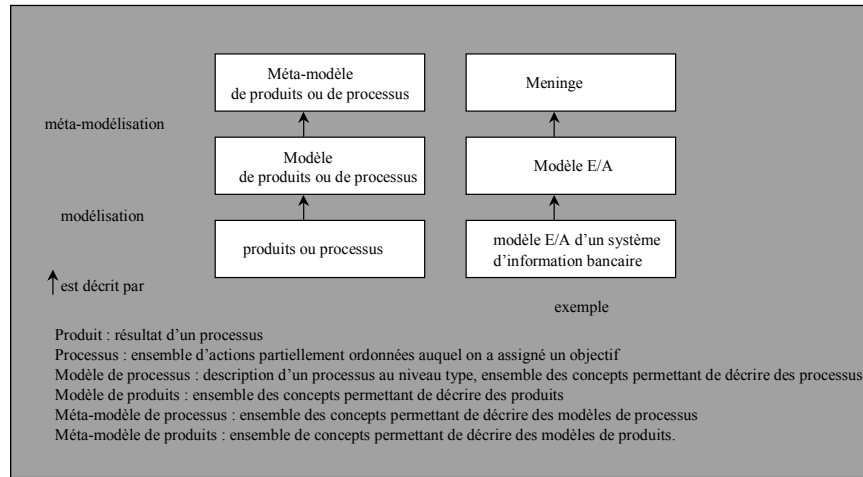 Méta-modèle
de produits ou de processus
Meninge
méta-modélisation
Modèle
de produits ou de processus
Modèle E/A
modélisation
produits ou processus
modèle E/A d’un système
d’information bancaire
est décrit par
exemple
Produit : résultat d’un processus
Processus : ensemble d’actions partiellement ordonnées auquel on a assigné un objectif
Modèle de processus : description d’un processus au niveau type, ensemble des concepts permettant de décrire des processus
Modèle de produits : ensemble des concepts permettant de décrire des produits
Méta-modèle de processus : ensemble des concepts permettant de décrire des modèles de processus
Méta-modèle de produits : ensemble de concepts permettant de décrire des modèles de produits.